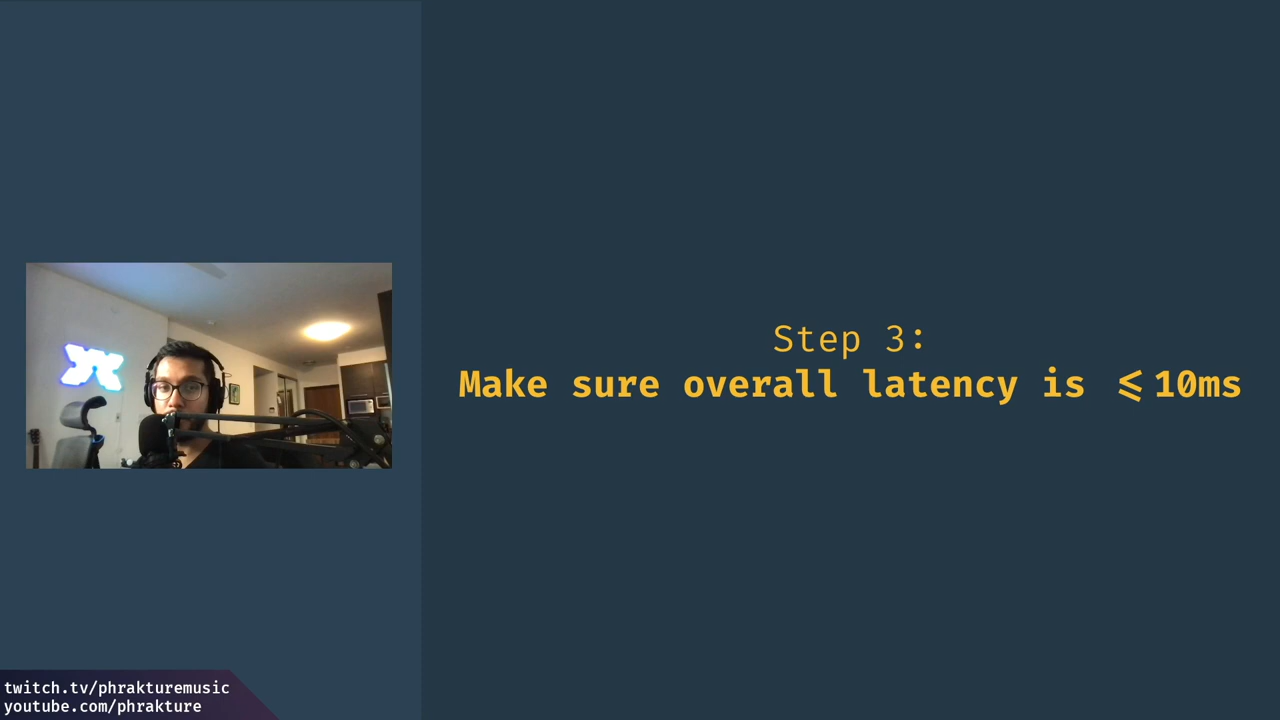 Step 3:
Make sure overall latency is ⩽10ms
twitch.tv/phrakturemusic
youtube.com/phrakture